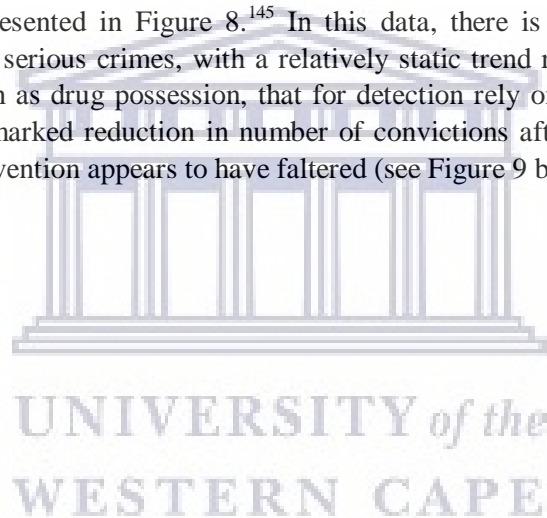 esented in Figure 8.¹⁴⁵ In this data, there is
serious crimes, with a relatively static trend
as drug possession, that for detection rely
marked reduction in number of convictions
vention appears to have faltered (see Figure 9
UNIVERSITY of the
WESTERN CAPE